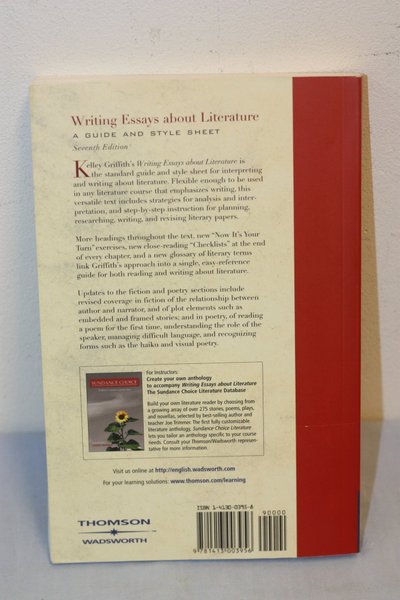 Writing Essays about Literature
A GUIDE AND STYLE SHEET
Seventh Edition
Kelley Griffith's Writing Essays about Literature is
the standard guide and style sheet for interpreting
and writing about literature. Flexible enough to be used
in any literature course that emphasizes writing, this
versatile text includes strategies for analysis and inter-
pretation, and step-by-step instruction for planning,
researching, writing, and revising literary papers.
More headings throughout the text, new "Now It's Your
Turn" exercises, new close-reading "Checklists" at the end
of every chapter, and a new glossary of literary terms
link Griffith's approach into a single, easy-reference
guide for both reading and writing about literature.
Updates to the fiction and poetry sections include
revised coverage in fiction of the relationship between
author and narrator, and of plot elements such as
embedded and framed stories; and in poetry, of reading
a poem for the first time, understanding the role of the
speaker, managing difficult language, and recognizing
forms such as the haiku and visual poetry.
SUNDANCE CHOICE
For Instructors:
Create your own anthology
to accompany Writing Essays about Literature
The Sundance Choice Literature Database
Build your own literature reader by choosing from
a growing array of over 275 stories, poems, plays,
and novellas, selected by best-selling author and
teacher Joe Trimmer. The first fully customizable
literature anthology, Sundance Choice Literature
lets you tailor an anthology specific to your course
needs. Consult your Thomson/Wadsworth represen-
tative for more information.
Visit us online at http://english.wadsworth.com
For your learning solutions: www.thomson.com/learning
THOMSON
WADSWORTH
ISBN 1-4130-0395-8
90000
9 781413 003956